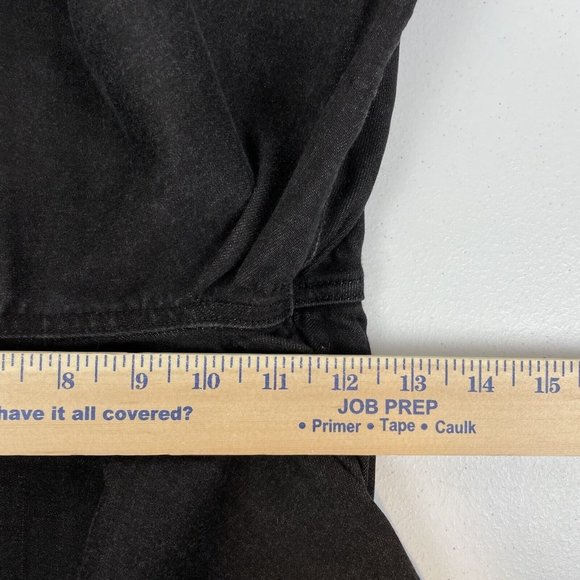 8 9 10 11 12 13 14 15
have it all covered?
JOB PREP
• Primer • Tape • Caulk